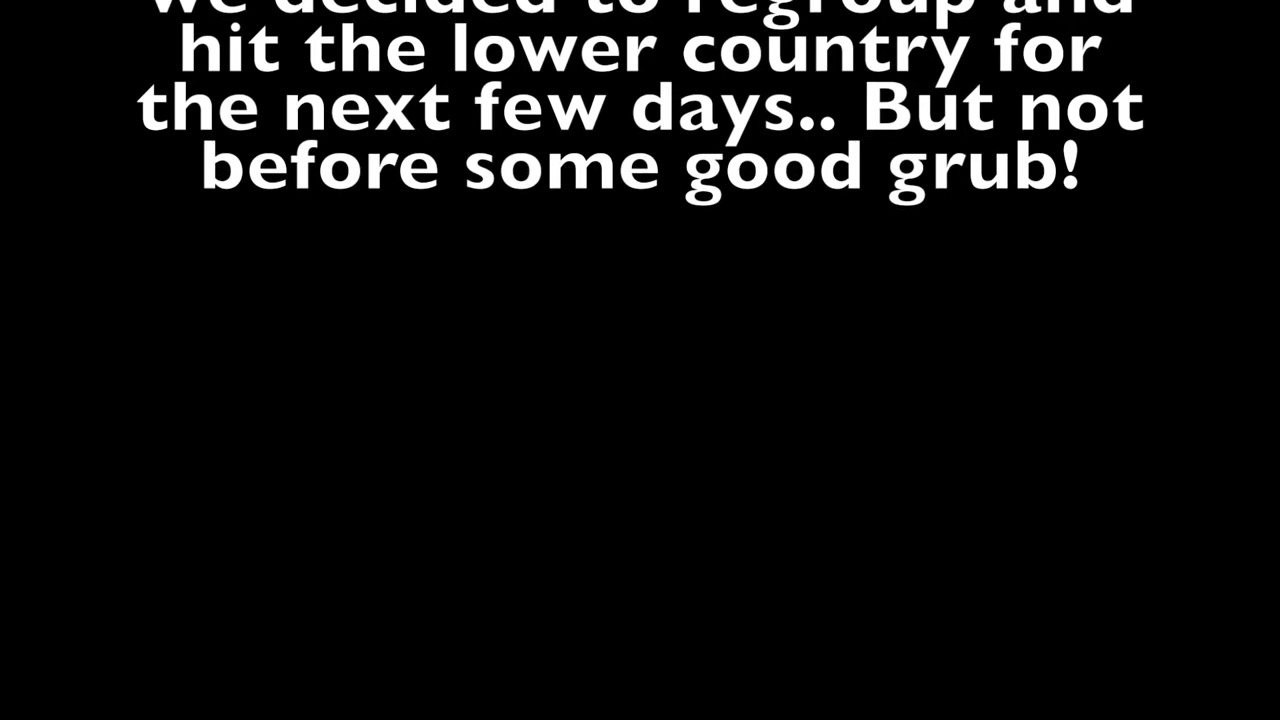 we decided to regroup and
hit the lower country for
the next few days.. But not
before some good grub!